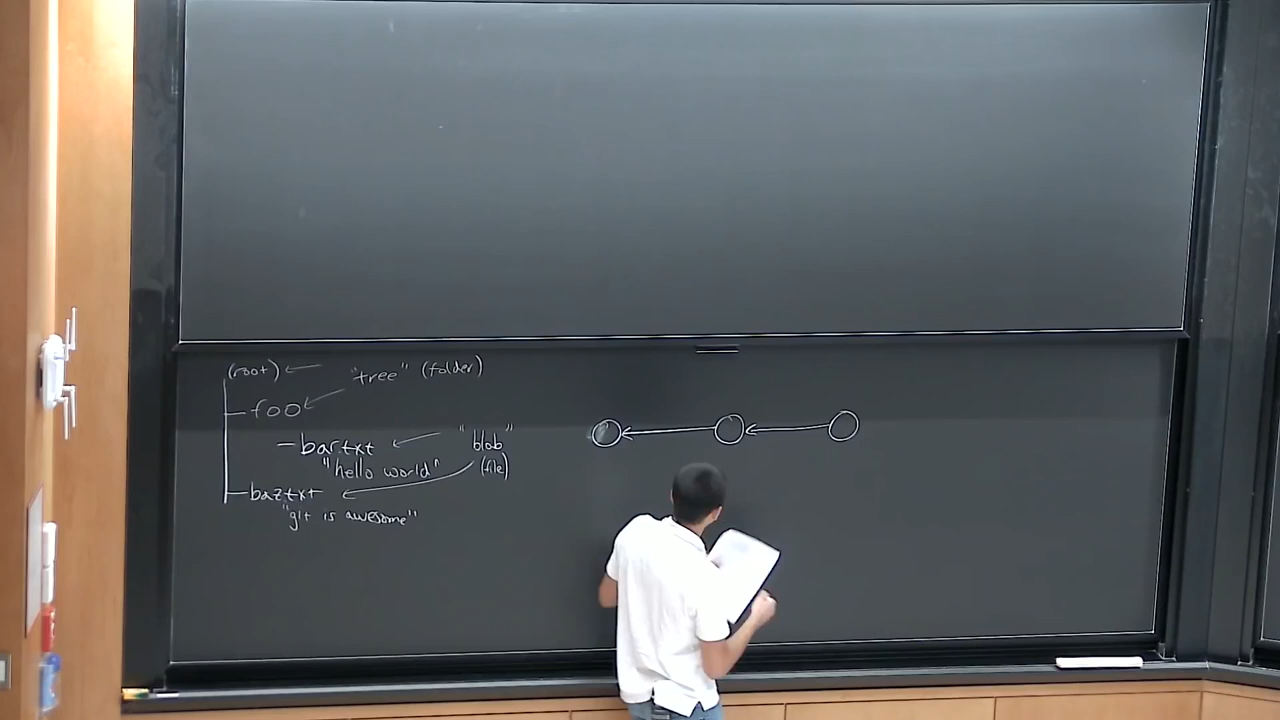 (root)
"tree" (folder)
foo
bar.txt
"blob"
(file)
"hello world"
baz.txt
"git is awesome"